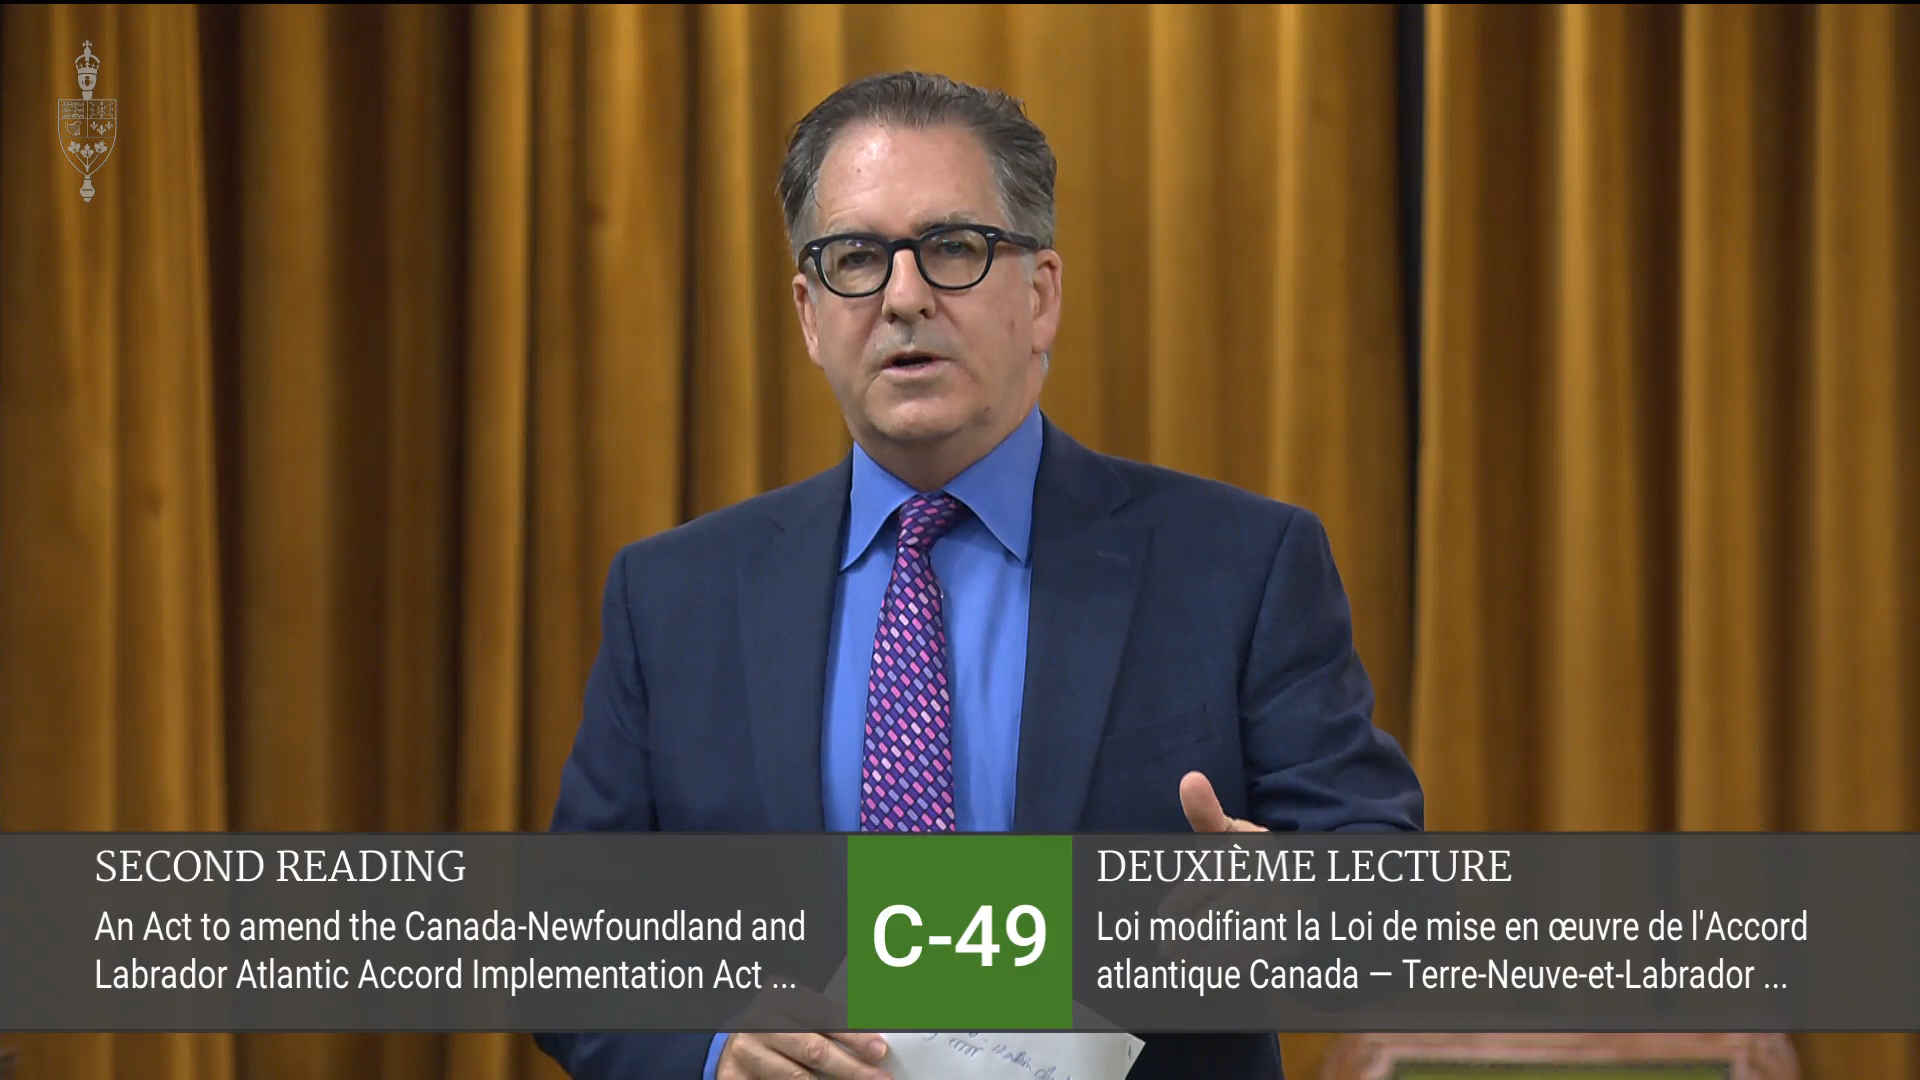 SECOND READING
An Act to amend the Canada-Newfoundland and
Labrador Atlantic Accord Implementation Act ...
C-49
DEUXIÈME LECTURE
Loi modifiant la Loi de mise en œuvre de l'Accord
atlantique Canada — Terre-Neuve-et-Labrador ...
error